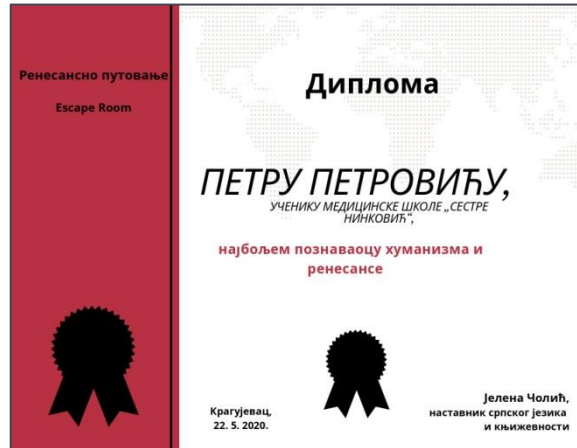 Ренесансно путовање
Escape Room
Диплома
ПЕТРУ ПЕТРОВИЋУ,
УЧЕНИКУ МЕДИЦИНСКЕ ШКОЛЕ „СЕСТРЕ
НИНКОВИЋ“,
најбољем познаваоцу хуманизма и
ренесансе
Крагујевац,
22. 5. 2020.
Јелена Чолић,
наставник српског језика
и књижевности